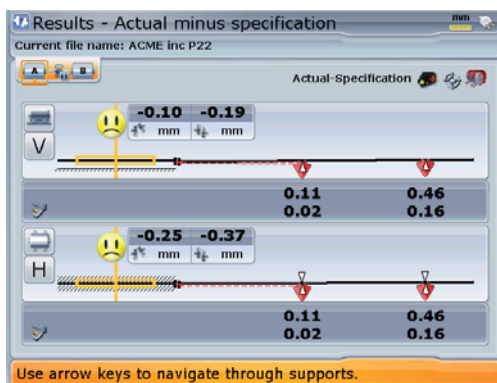 Results - Actual minus specification
mm
Current file name: ACME inc P22
A B
Actual-Specification
-0.10 -0.19
mm mm
V
0.11 0.46
0.02 0.16
-0.25 -0.37
mm mm
H
0.11 0.46
0.02 0.16
Use arrow keys to navigate through supports.